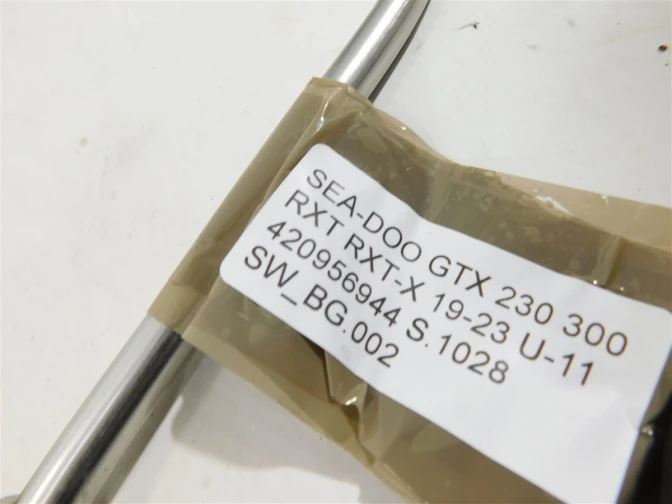 SEA-DOO GTX 230 300
RXT RXT-X 19-23 U-11
420956944 S.1028
SW_BG.002